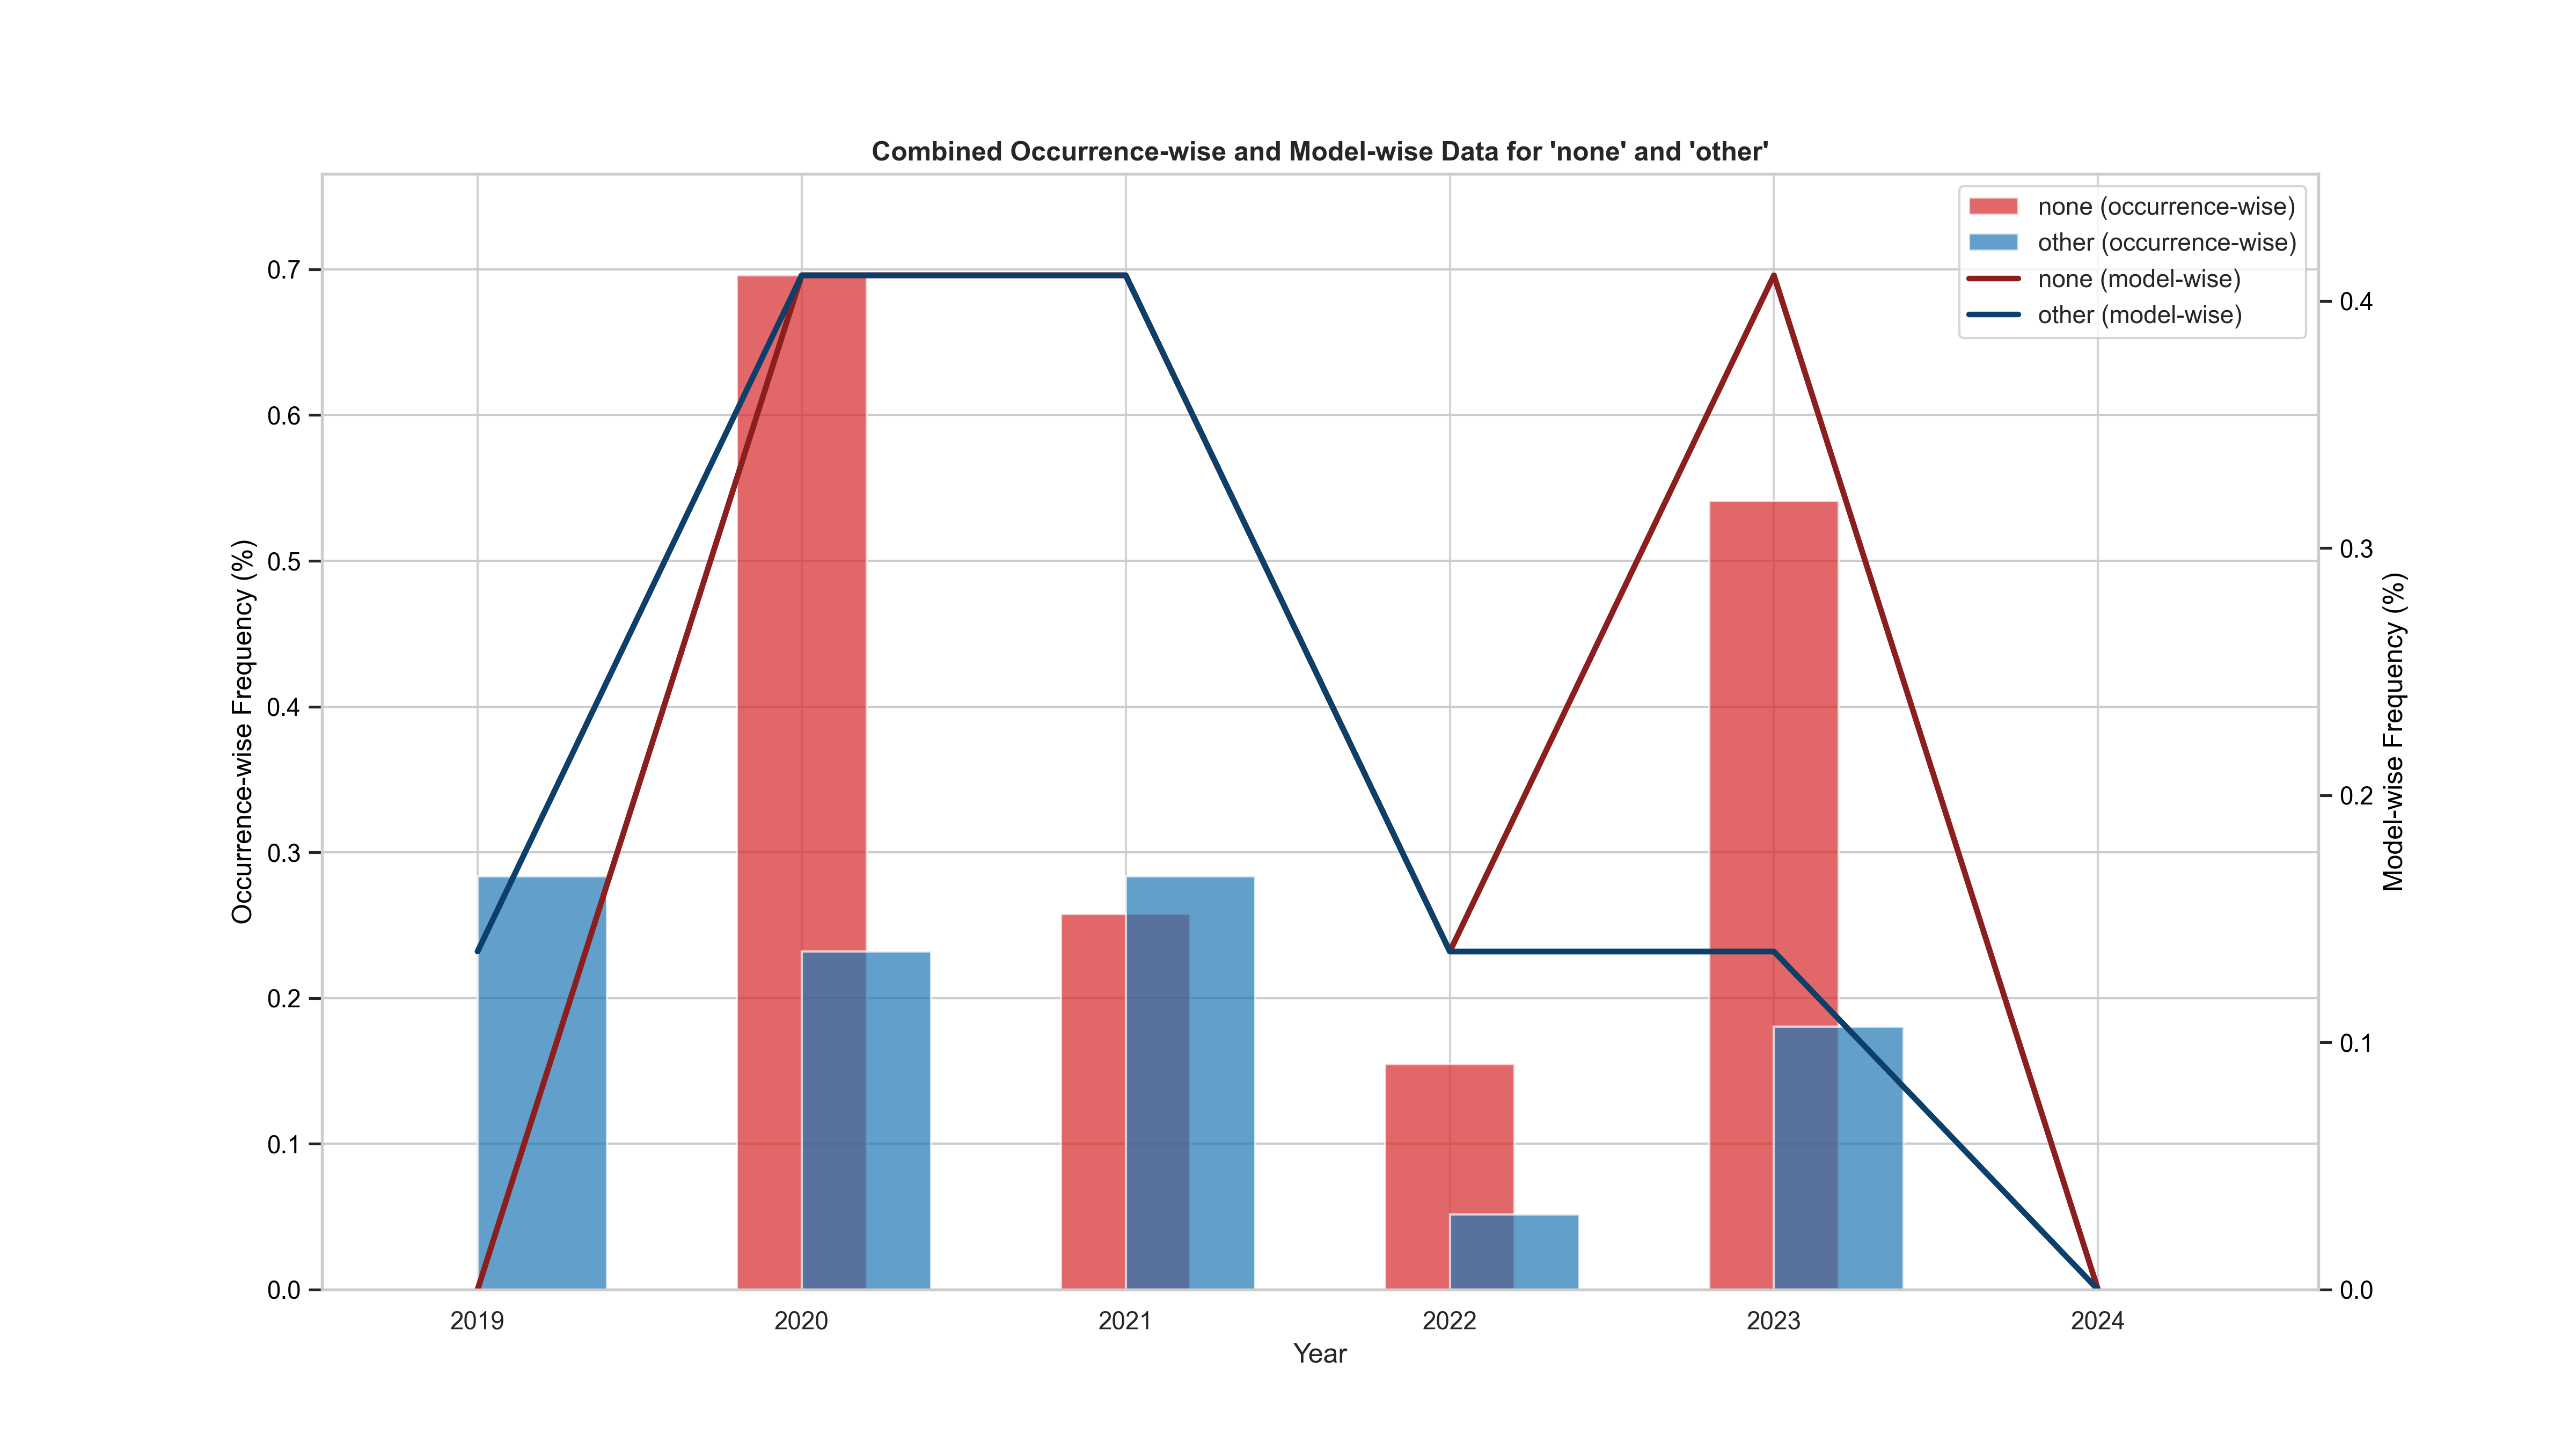 Combined Occurrence-wise and Model-wise Data for 'none' and 'other'
none (occurrence-wise)
other (occurrence-wise)
none (model-wise)
other (model-wise)
Occurrence-wise Frequency (%)
0.7
0.6
0.5
0.4
0.3
0.2
0.1
0.0
Model-wise Frequency (%)
0.4
0.3
0.2
0.1
0.0
2019
2020
2021
2022
2023
2024
Year